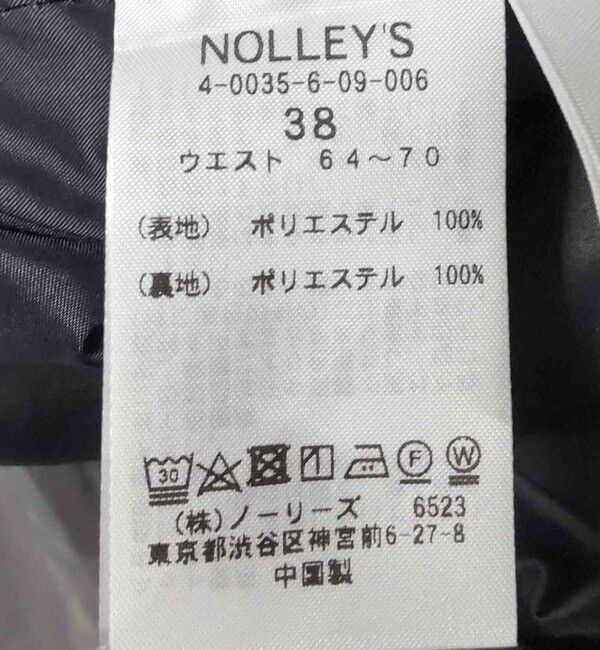 NOLLEY'S
4-0035-6-09-006
38
ウエスト 64～70
(表地) ポリエステル 100%
(裏地) ポリエステル 100%
30 F W
(株)ノーリーズ 6523
東京都渋谷区神宮前6-27-8
中国製